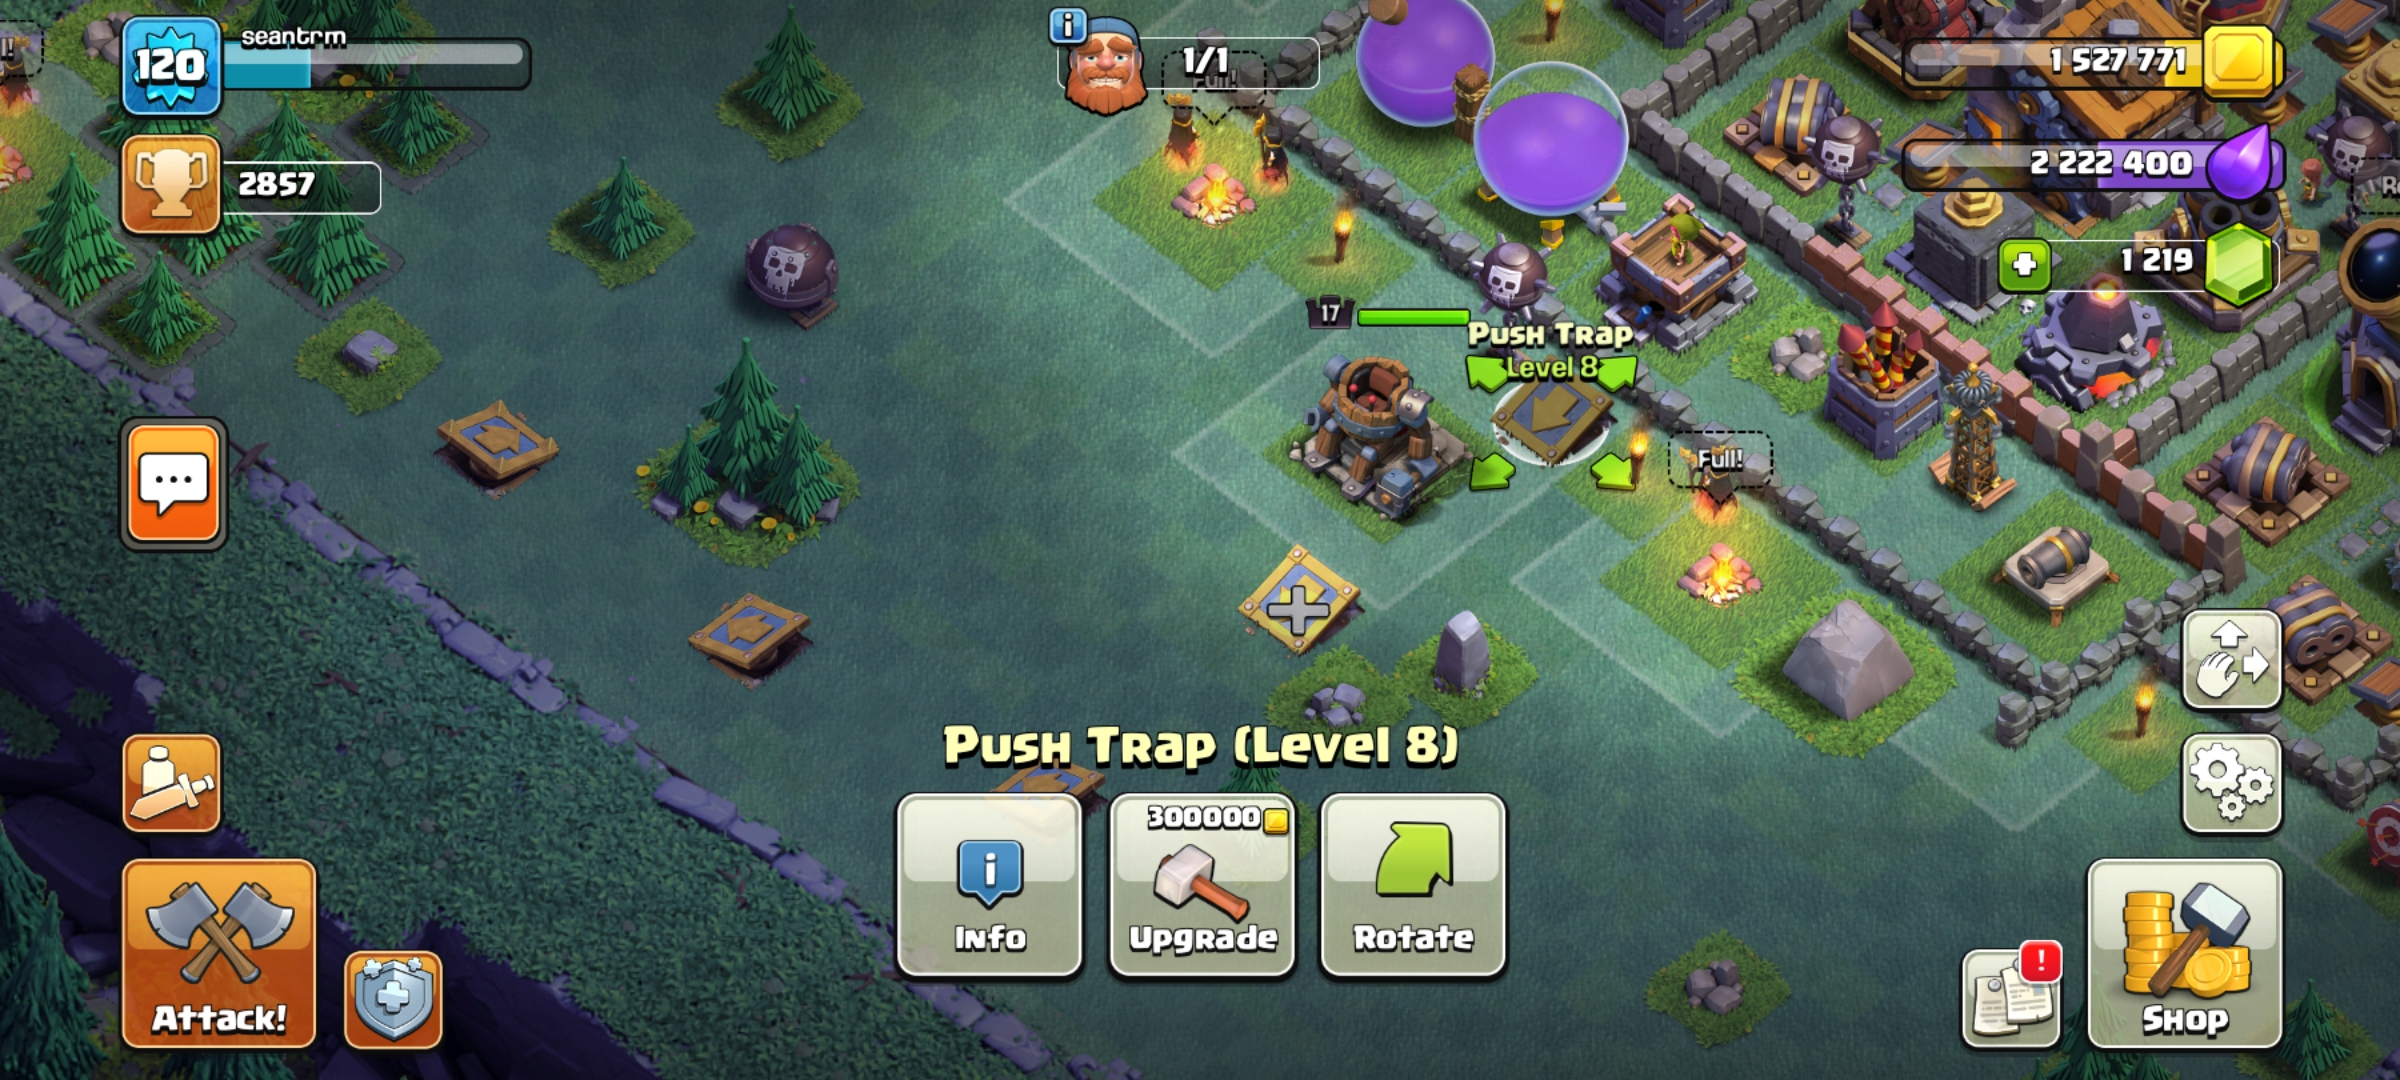 120
seantrm
2857
1/1
Full!
1 527 771
2 222 400
1 219
17
Push Trap
Level 8
Full!
Push Trap (Level 8)
Info
300000
Upgrade
Rotate
Attack!
Shop